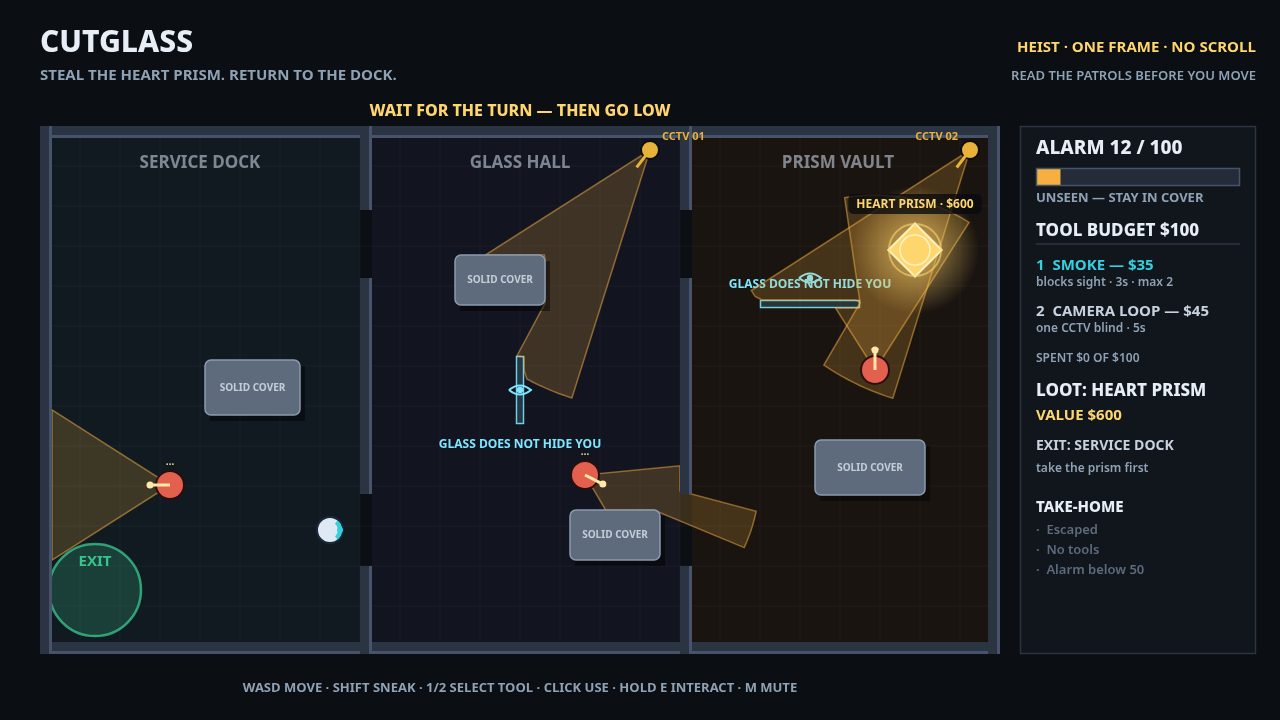 CUTGLASS
STEAL THE HEART PRISM. RETURN TO THE DOCK.
HEIST · ONE FRAME · NO SCROLL
READ THE PATROLS BEFORE YOU MOVE
WAIT FOR THE TURN — THEN GO LOW
CCTV 01
CCTV 02
SERVICE DOCK
GLASS HALL
PRISM VAULT
HEART PRISM · $600
SOLID COVER
GLASS DOES NOT HIDE YOU
SOLID COVER
GLASS DOES NOT HIDE YOU
...
...
SOLID COVER
SOLID COVER
EXIT
ALARM 12 / 100
UNSEEN — STAY IN COVER
TOOL BUDGET $100
1 SMOKE — $35
blocks sight · 3s · max 2
2 CAMERA LOOP — $45
one CCTV blind · 5s
SPENT $0 OF $100
LOOT: HEART PRISM
VALUE $600
EXIT: SERVICE DOCK
take the prism first
TAKE-HOME
· Escaped
· No tools
· Alarm below 50
WASD MOVE · SHIFT SNEAK · 1/2 SELECT TOOL · CLICK USE · HOLD E INTERACT · M MUTE